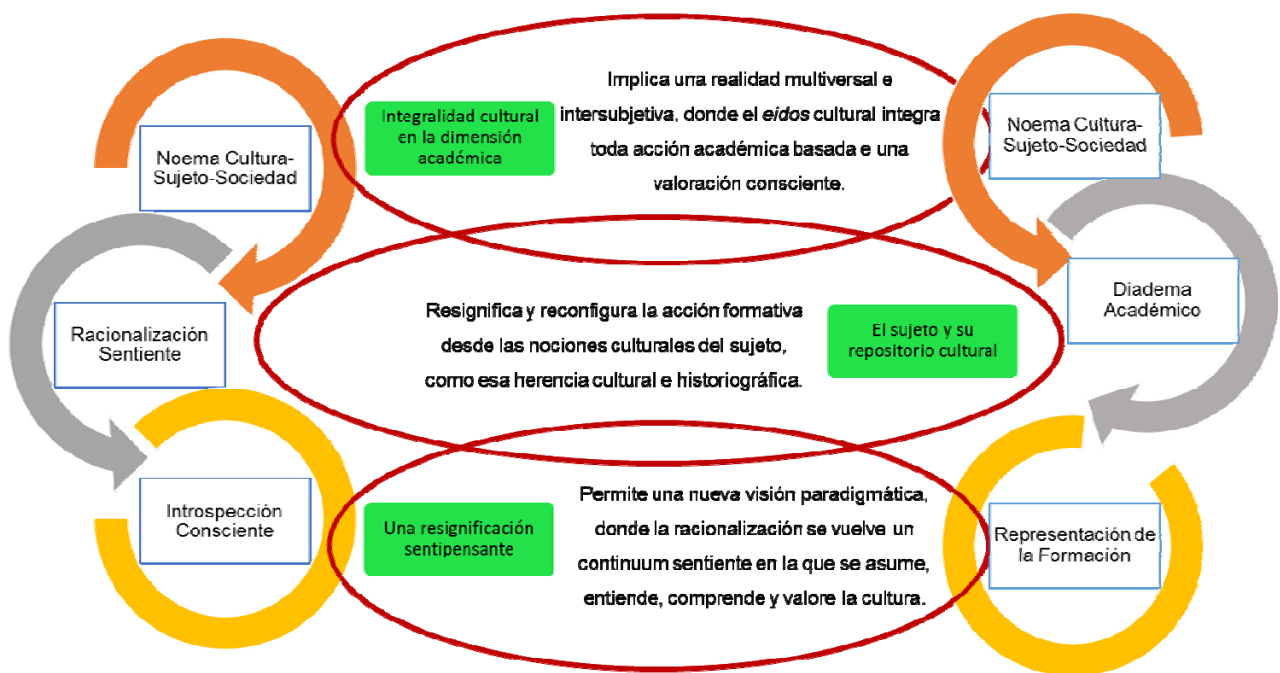 Noema Cultura-
Sujeto-Sociedad
Integralidad cultural
en la dimensión
académica
Implica una realidad multiversal e
intersubjetiva, donde el eidos cultural integra
toda acción académica basada e una
valoración consciente.
Noema Cultura-
Sujeto-Sociedad
Racionalización
Sentiente
Resignifica y reconfigura la acción formativa
desde las nociones culturales del sujeto,
como esa herencia cultural e historiográfica.
El sujeto y su
repositorio cultural
Diadema
Académico
Introspección
Consciente
Una resignificación
sentipensante
Permite una nueva visión paradigmática,
donde la racionalización se vuelve un
continuum sentiente en la que se asume,
entiende, comprende y valore la cultura.
Representación de
la Formación